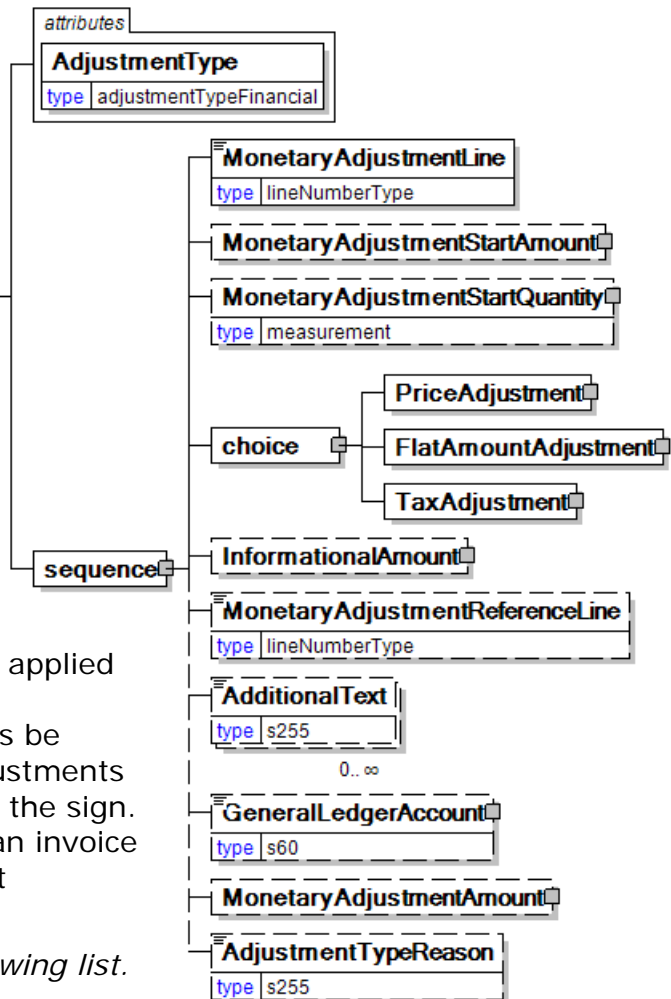 attributes
AdjustmentType
type adjustmentTypeFinancial
MonetaryAdjustmentLine
type lineNumberType
MonetaryAdjustmentStartAmount
MonetaryAdjustmentStartQuantity
type measurement
choice
PriceAdjustment
FlatAmountAdjustment
TaxAdjustment
sequence
InformationalAmount
MonetaryAdjustmentReferenceLine
type lineNumberType
AdditionalText
type s255
0.. ∞
GeneralLedgerAccount
type s60
MonetaryAdjustmentAmount
AdjustmentTypeReason
type s255
applied
s be
ustments
the sign.
an invoice
t
wing list.